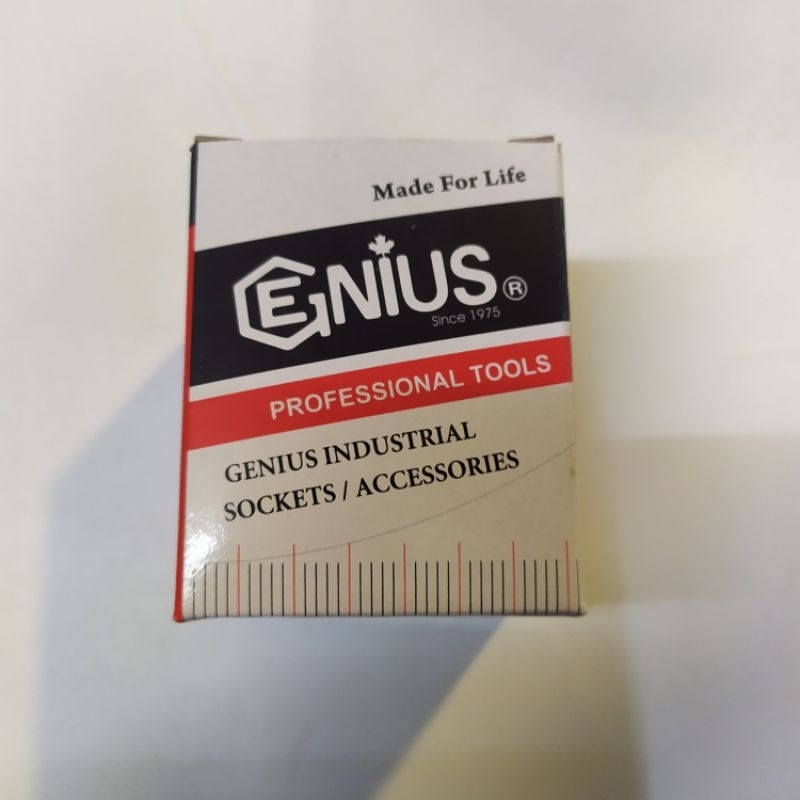 Made For Life
GENIUS®
Since 1975
PROFESSIONAL TOOLS
GENIUS INDUSTRIAL
SOCKETS / ACCESSORIES